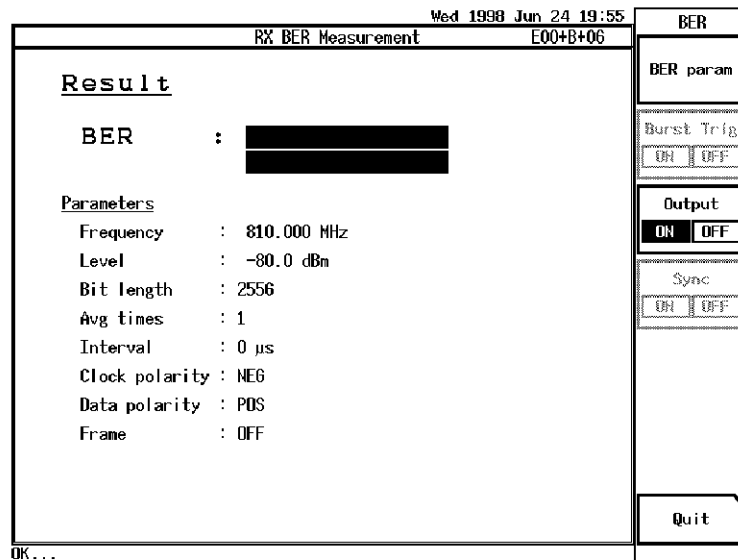 Wed 1998 Jun 24 19:55
RX BER Measurement E00+B+06
Result
BER :
Parameters
Frequency : 810.000 MHz
Level : -80.0 dBm
Bit length : 2556
Avg times : 1
Interval : 0 µs
Clock polarity : NEG
Data polarity : POS
Frame : OFF
OK...
BER
BER param
Burst Trig
ON OFF
Output
ON OFF
Sync
ON OFF
Quit